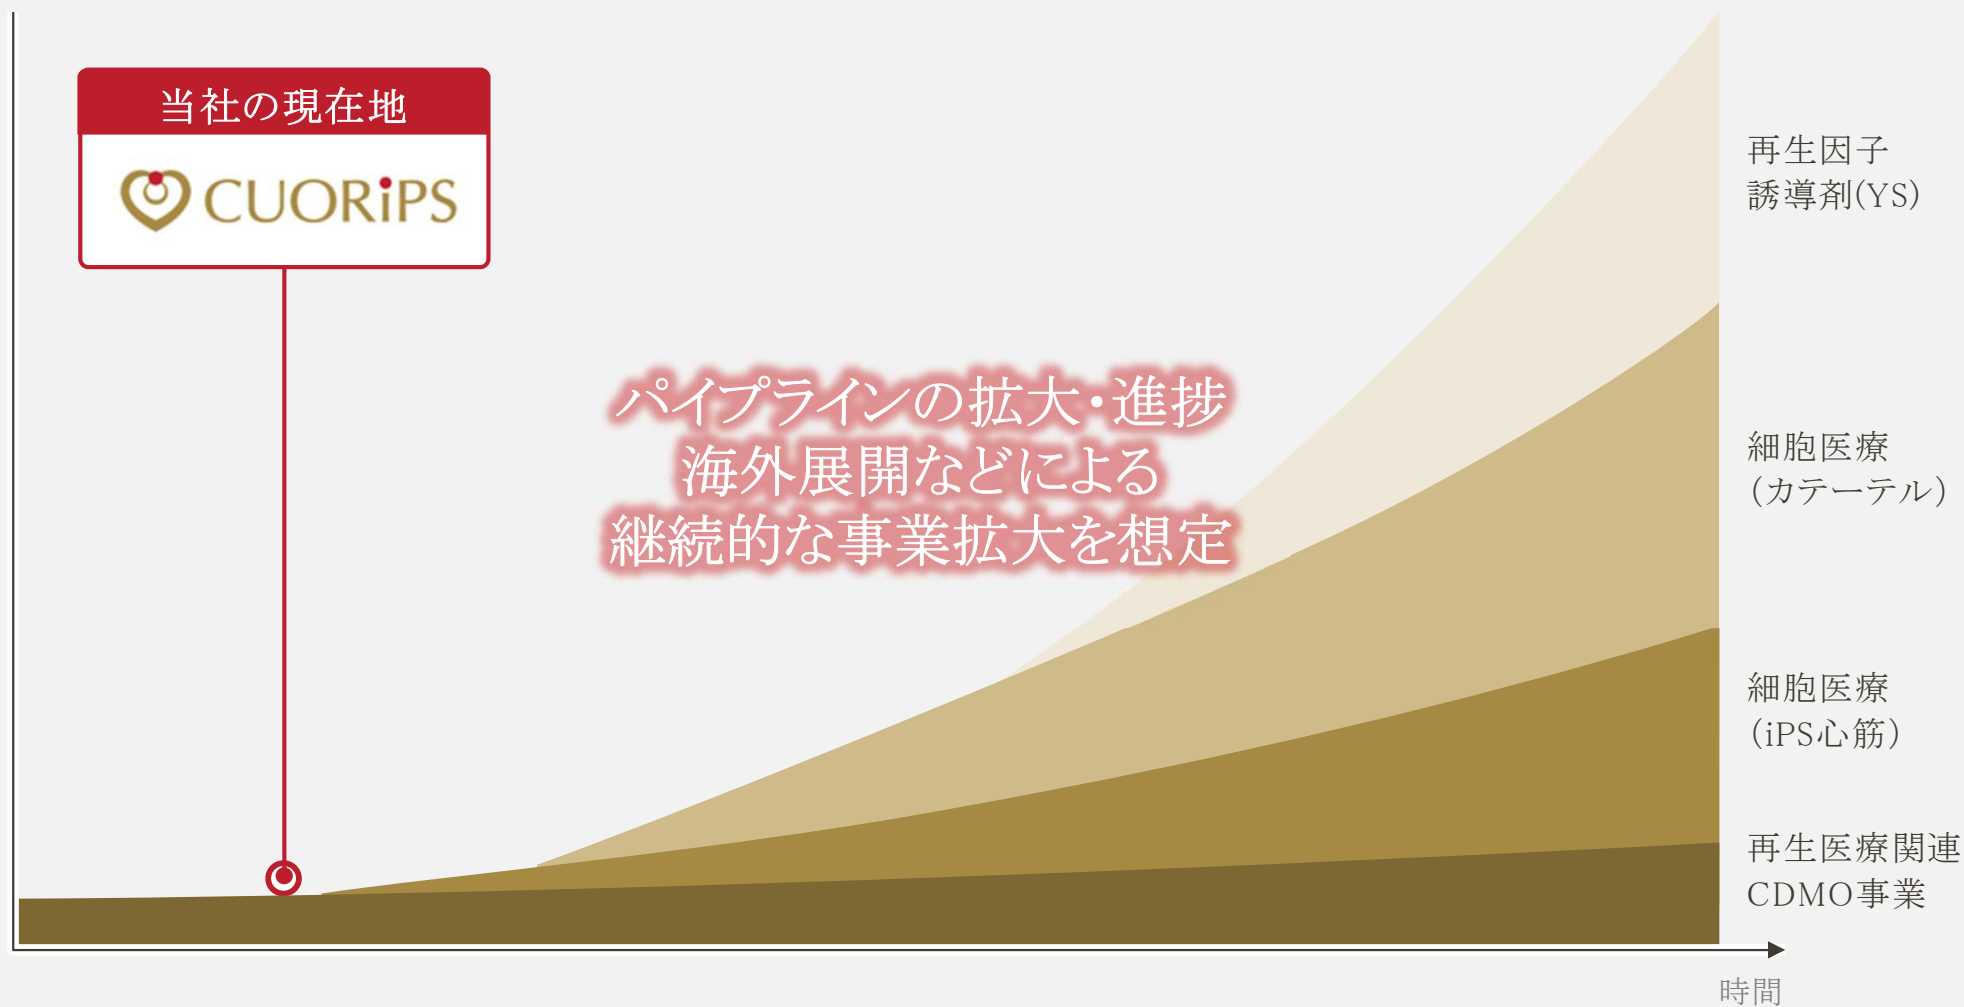 当社の現在地
CUORiPS
パイプラインの拡大・進捗
海外展開などによる
継続的な事業拡大を想定
再生因子
誘導剤(YS)
細胞医療
（カテーテル）
細胞医療
（iPS心筋）
再生医療関連
CDMO事業
時間